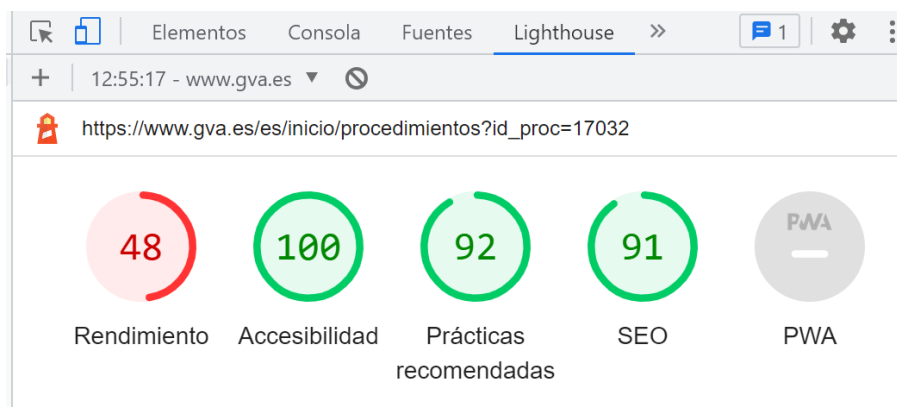 Elementos Consola Fuentes Lighthouse » 1
+ 12:55:17 - www.gva.es ▼
https://www.gva.es/es/inicio/procedimientos?id_proc=17032
48 100 92 91 PWA
Rendimiento Accesibilidad Prácticas SEO PWA
recomendadas